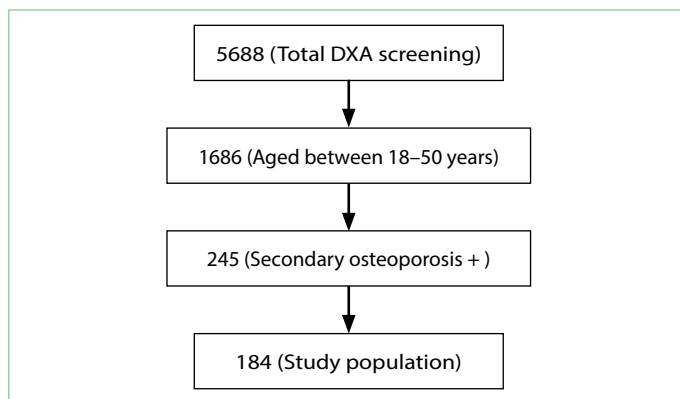 5688 (Total DXA screening)
1686 (Aged between 18–50 years)
245 (Secondary osteoporosis + )
184 (Study population)